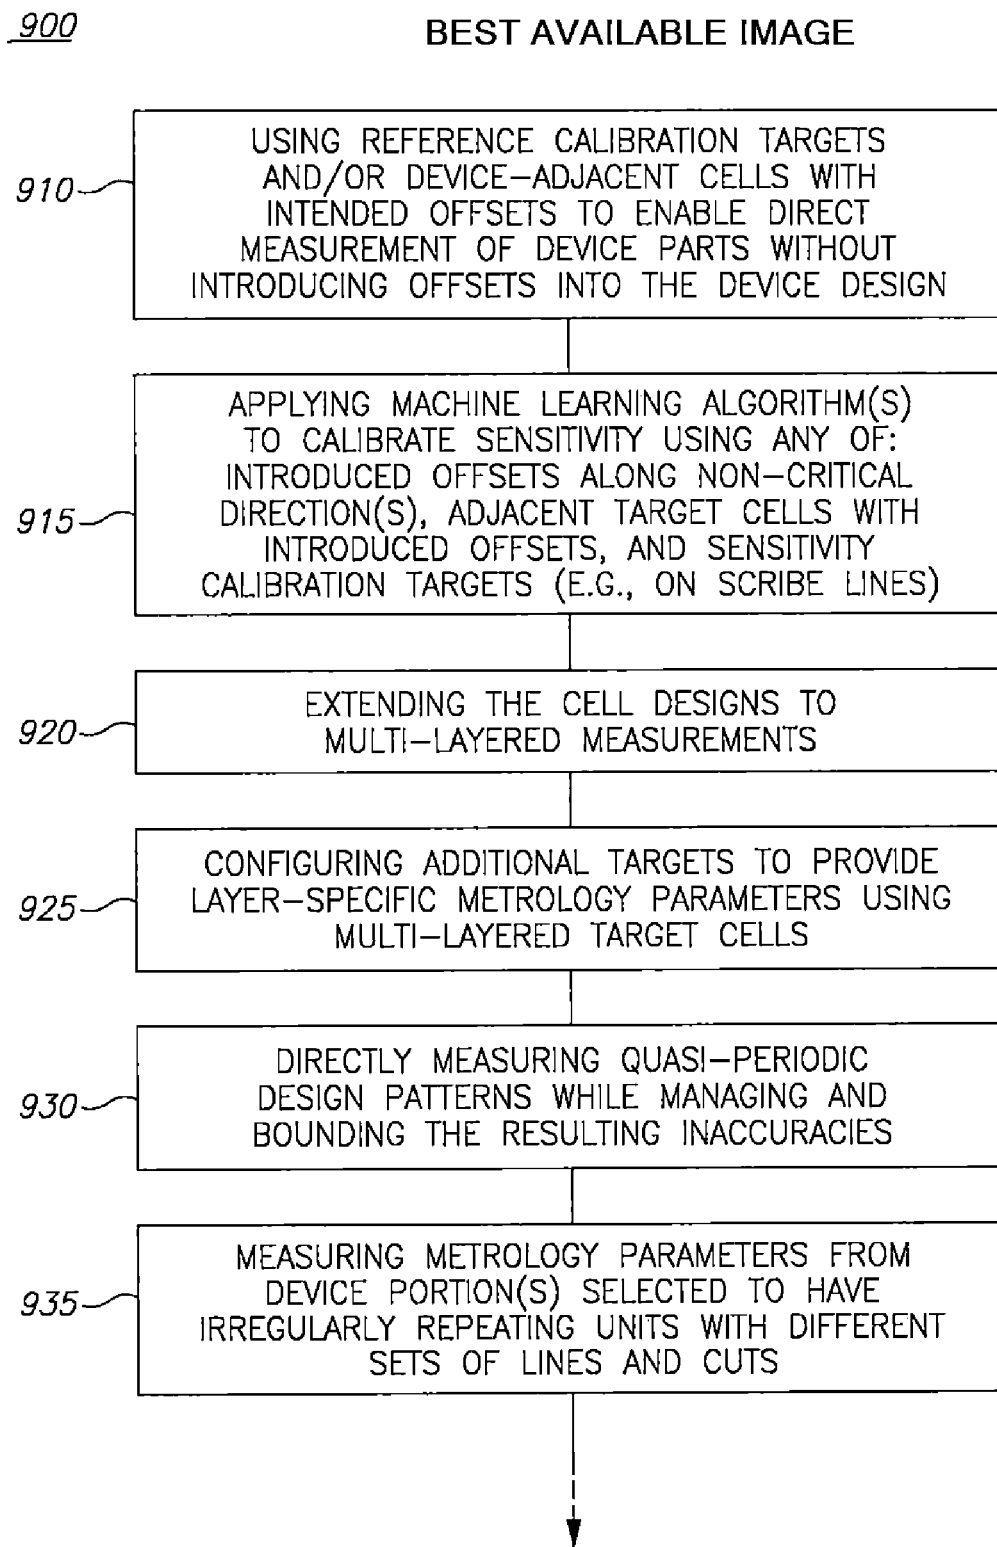 900
BEST AVAILABLE IMAGE
910
USING REFERENCE CALIBRATION TARGETS
AND/OR DEVICE-ADJACENT CELLS WITH
INTENDED OFFSETS TO ENABLE DIRECT
MEASUREMENT OF DEVICE PARTS WITHOUT
INTRODUCING OFFSETS INTO THE DEVICE DESIGN
915
APPLYING MACHINE LEARNING ALGORITHM(S)
TO CALIBRATE SENSITIVITY USING ANY OF:
INTRODUCED OFFSETS ALONG NON-CRITICAL
DIRECTION(S), ADJACENT TARGET CELLS WITH
INTRODUCED OFFSETS, AND SENSITIVITY
CALIBRATION TARGETS (E.G., ON SCRIBE LINES)
920
EXTENDING THE CELL DESIGNS TO
MULTI-LAYERED MEASUREMENTS
925
CONFIGURING ADDITIONAL TARGETS TO PROVIDE
LAYER-SPECIFIC METROLOGY PARAMETERS USING
MULTI-LAYERED TARGET CELLS
930
DIRECTLY MEASURING QUASI-PERIODIC
DESIGN PATTERNS WHILE MANAGING AND
BOUNDING THE RESULTING INACCURACIES
935
MEASURING METROLOGY PARAMETERS FROM
DEVICE PORTION(S) SELECTED TO HAVE
IRREGULARLY REPEATING UNITS WITH DIFFERENT
SETS OF LINES AND CUTS